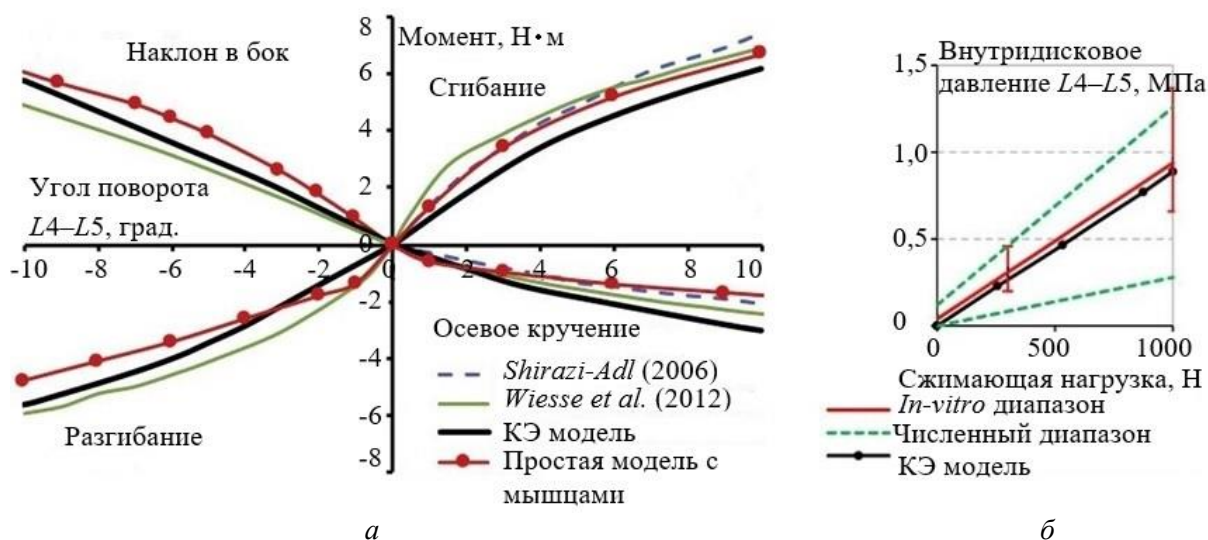 8
Момент, Н•м
Наклон в бок
6
Сгибание
4
2
Угол поворота
L4–L5, град.
0
-10 -8 -6 -4 -2 0 2 4 6 8 10
-2
Осевое кручение
-4
Shirazi-Adl (2006)
Wiesse et al. (2012)
-6
КЭ модель
Разгибание
-8
Простая модель с
мышцами
а
Внутридисковое
давление L4–L5, МПа
1,5
1,0
0,5
0
0 500 1000
Сжимающая нагрузка, Н
In-vitro диапазон
Численный диапазон
КЭ модель
б